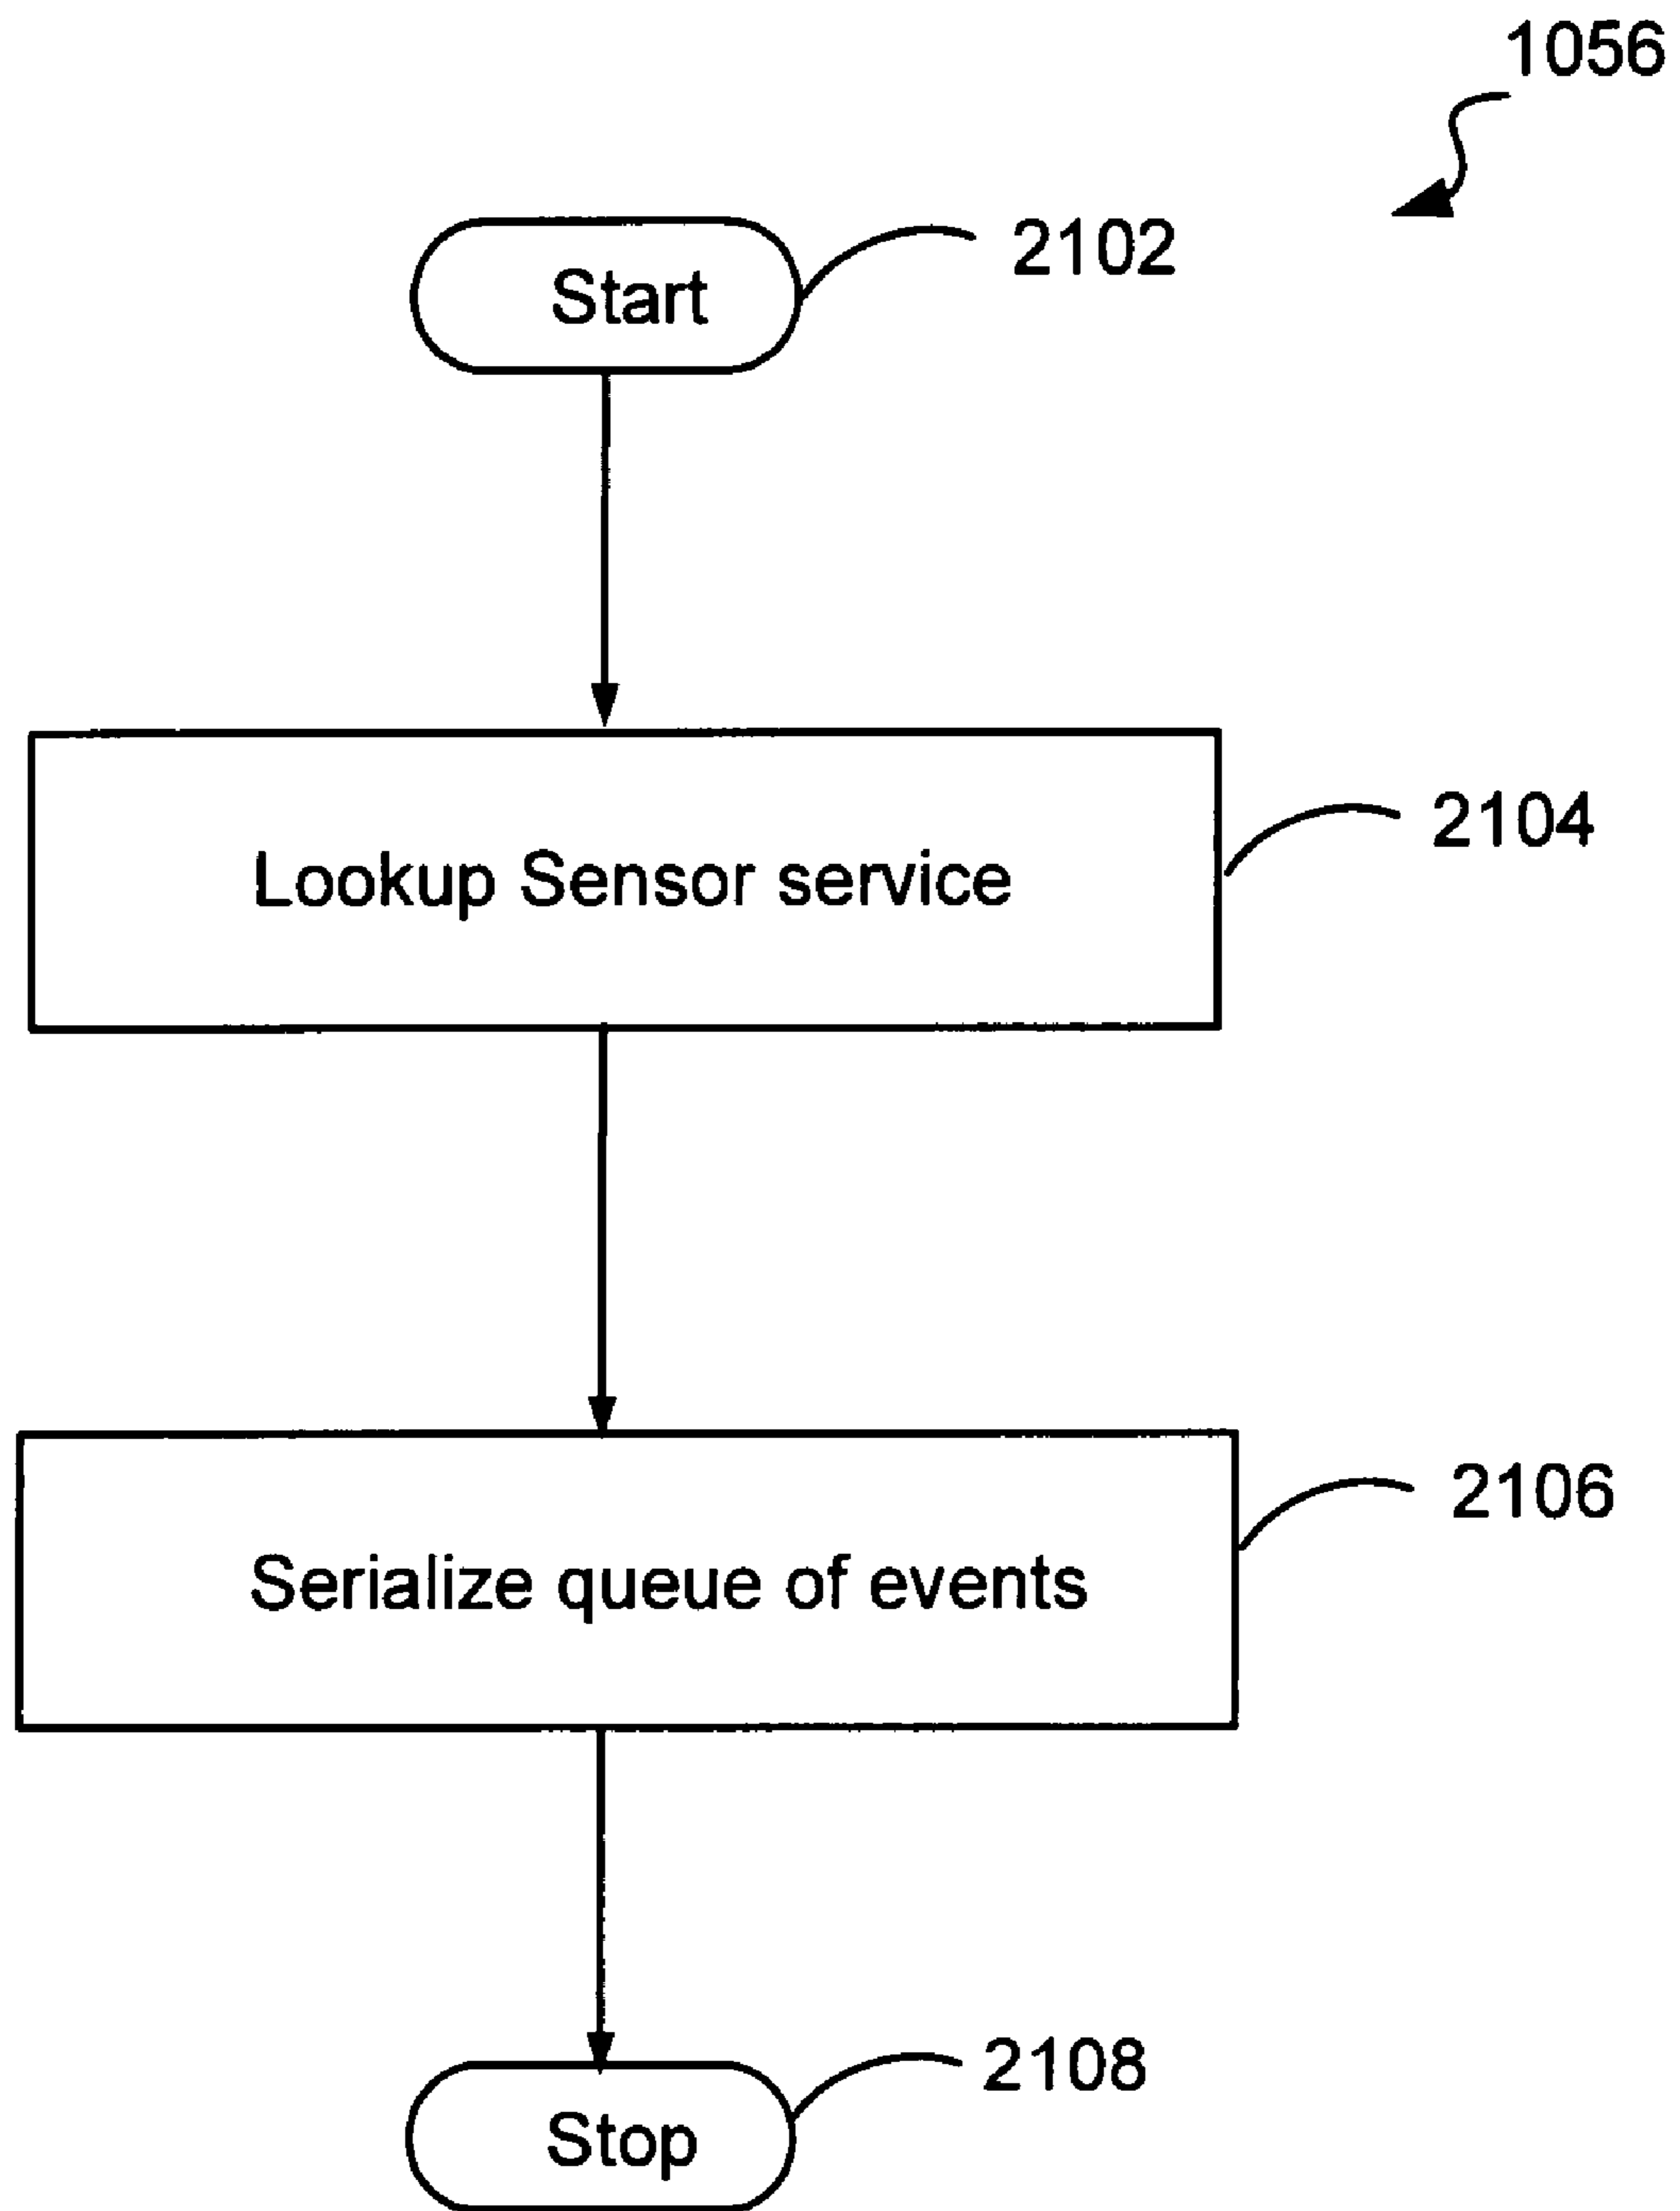 1056
Start
2102
Lookup Sensor service
2104
Serialize queue of events
2106
Stop
2108